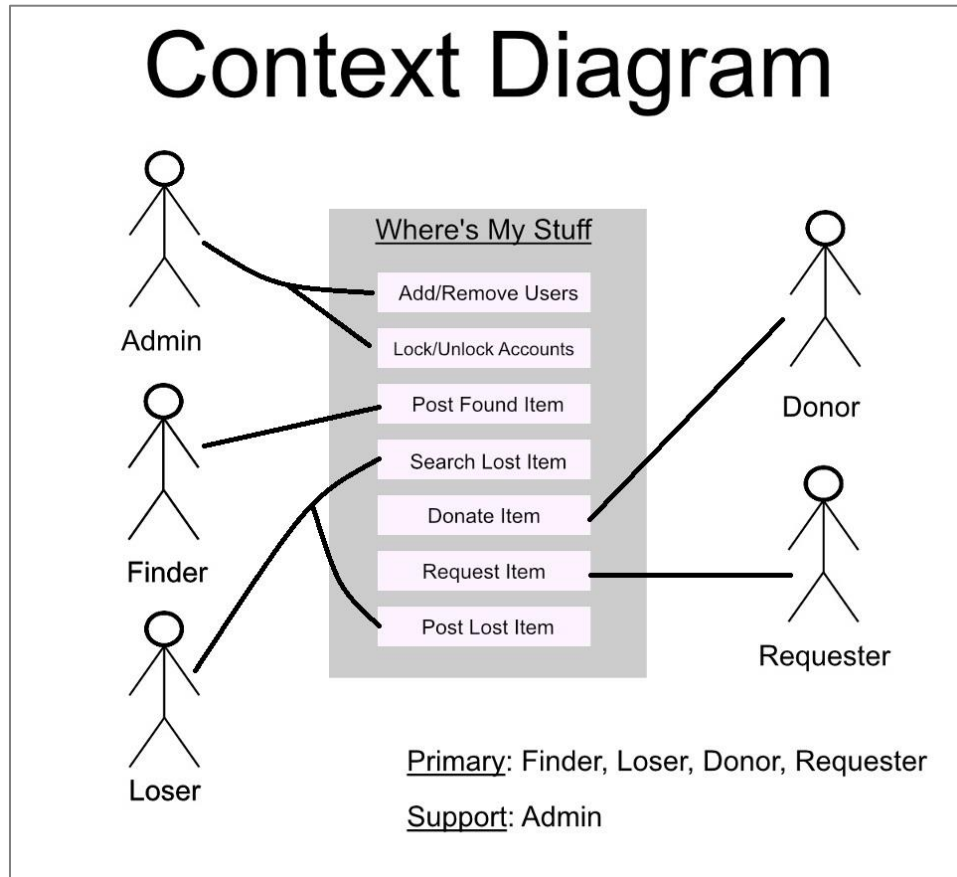 Context Diagram
Where's My Stuff
Add/Remove Users
Lock/Unlock Accounts
Post Found Item
Search Lost Item
Donate Item
Request Item
Post Lost Item
Admin
Finder
Loser
Donor
Requester
Primary: Finder, Loser, Donor, Requester
Support: Admin